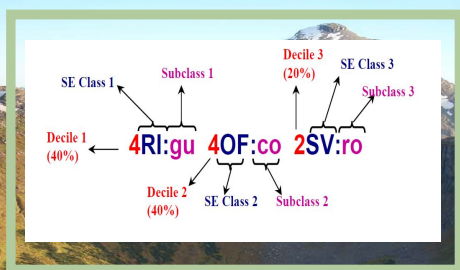 Decile 3
(20%)
SE Class 3
Subclass 1
SE Class 1
Subclass 3
Decile 1
(40%)
4RI:gu 4OF:co 2SV:ro
Decile 2
(40%)
SE Class 2
Subclass 2